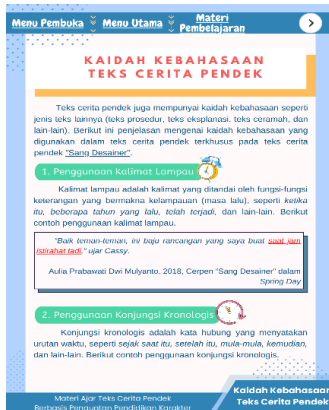 Menu Pembuka
Menu Utama
Materi
Pembelajaran
KAIDAH KEBAHASAAN
TEKS CERITA PENDEK
Teks cerita pendek juga mempunyai kaidah kebahasaan seperti
jenis teks lainnya (teks prosedur, teks eksplanasi, teks ceramah, dan
lain-lain). Berikut ini penjelasan mengenai kaidah kebahasaan yang
digunakan dalam teks cerita pendek terkhusus pada teks cerita
pendek "Sang Desainer".
1. Penggunaan Kalimat Lampau
Kalimat lampau adalah kalimat yang ditandai oleh fungsi-fungsi
keterangan yang bermakna kelampauan (masa lalu), seperti ketika
itu, beberapa tahun yang lalu, telah terjadi, dan lain-lain. Berikut
contoh penggunaan kalimat lampau.
"Baik teman-teman, ini baju rancangan yang saya buat saat jam
istirahat tadi," ujar Cassy.
Aulia Prabawati Dwi Mulyanto. 2018, Cerpen "Sang Desainer" dalam
Spring Day
2. Penggunaan Konjungsi Kronologis
Konjungsi kronologis adalah kata hubung yang menyatakan
urutan waktu, seperti sejak saat itu, setelah itu, mula-mula, kemudian,
dan lain-lain. Berikut contoh penggunaan konjungsi kronologis.
Materi Ajar Teks Cerita Pendek
Berbasis Penguatan Pendidikan Karakter
Kaidah Kebahasaan
Teks Cerita Pendek